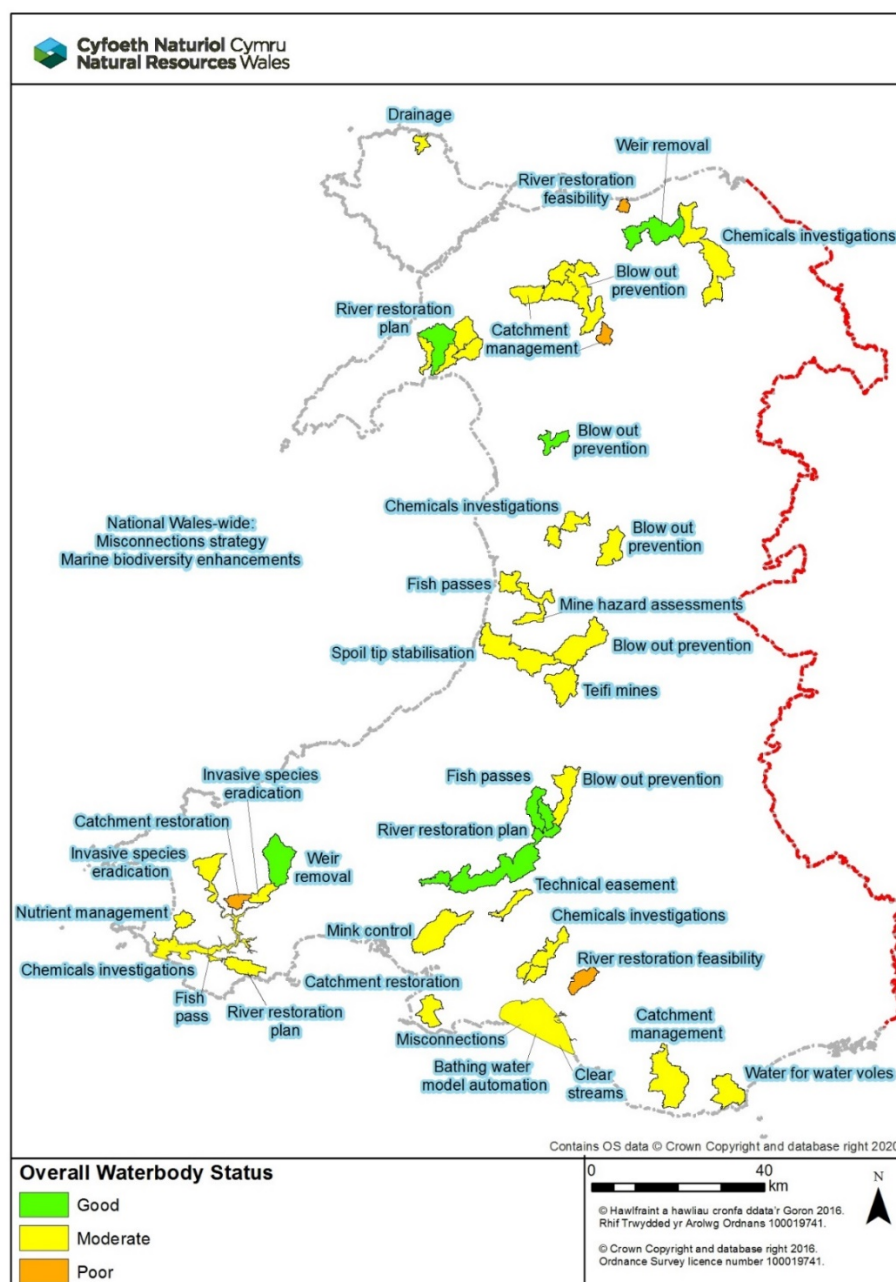 Cyfoeth Naturiol Cymru
Natural Resources Wales
Drainage
Weir removal
River restoration
feasibility
Chemicals investigations
Blow out
prevention
River restoration
plan
Catchment
management
Blow out
prevention
Chemicals investigations
National Wales-wide:
Misconnections strategy
Marine biodiversity enhancements
Blow out
prevention
Fish passes
Mine hazard assessments
Spoil tip stabilisation
Blow out prevention
Teifi mines
Invasive species
eradication
Fish passes
Blow out prevention
Catchment restoration
River restoration plan
Invasive species
eradication
Weir
removal
Technical easement
Nutrient management
Mink control
Chemicals investigations
Chemicals investigations
River restoration feasibility
Fish
pass
River restoration
plan
Catchment restoration
Catchment
management
Misconnections
Bathing water
model automation
Clear
streams
Water for water voles
Contains OS data © Crown Copyright and database right 2020
Overall Waterbody Status
Good
Moderate
Poor
0 40
km
N
© Hawlfraint a hawliau cronfa ddata'r Goron 2016.
Rhif Trwydded yr Arolwg Ordnans 100019741.
© Crown Copyright and database right 2016.
Ordnance Survey licence number 100019741.